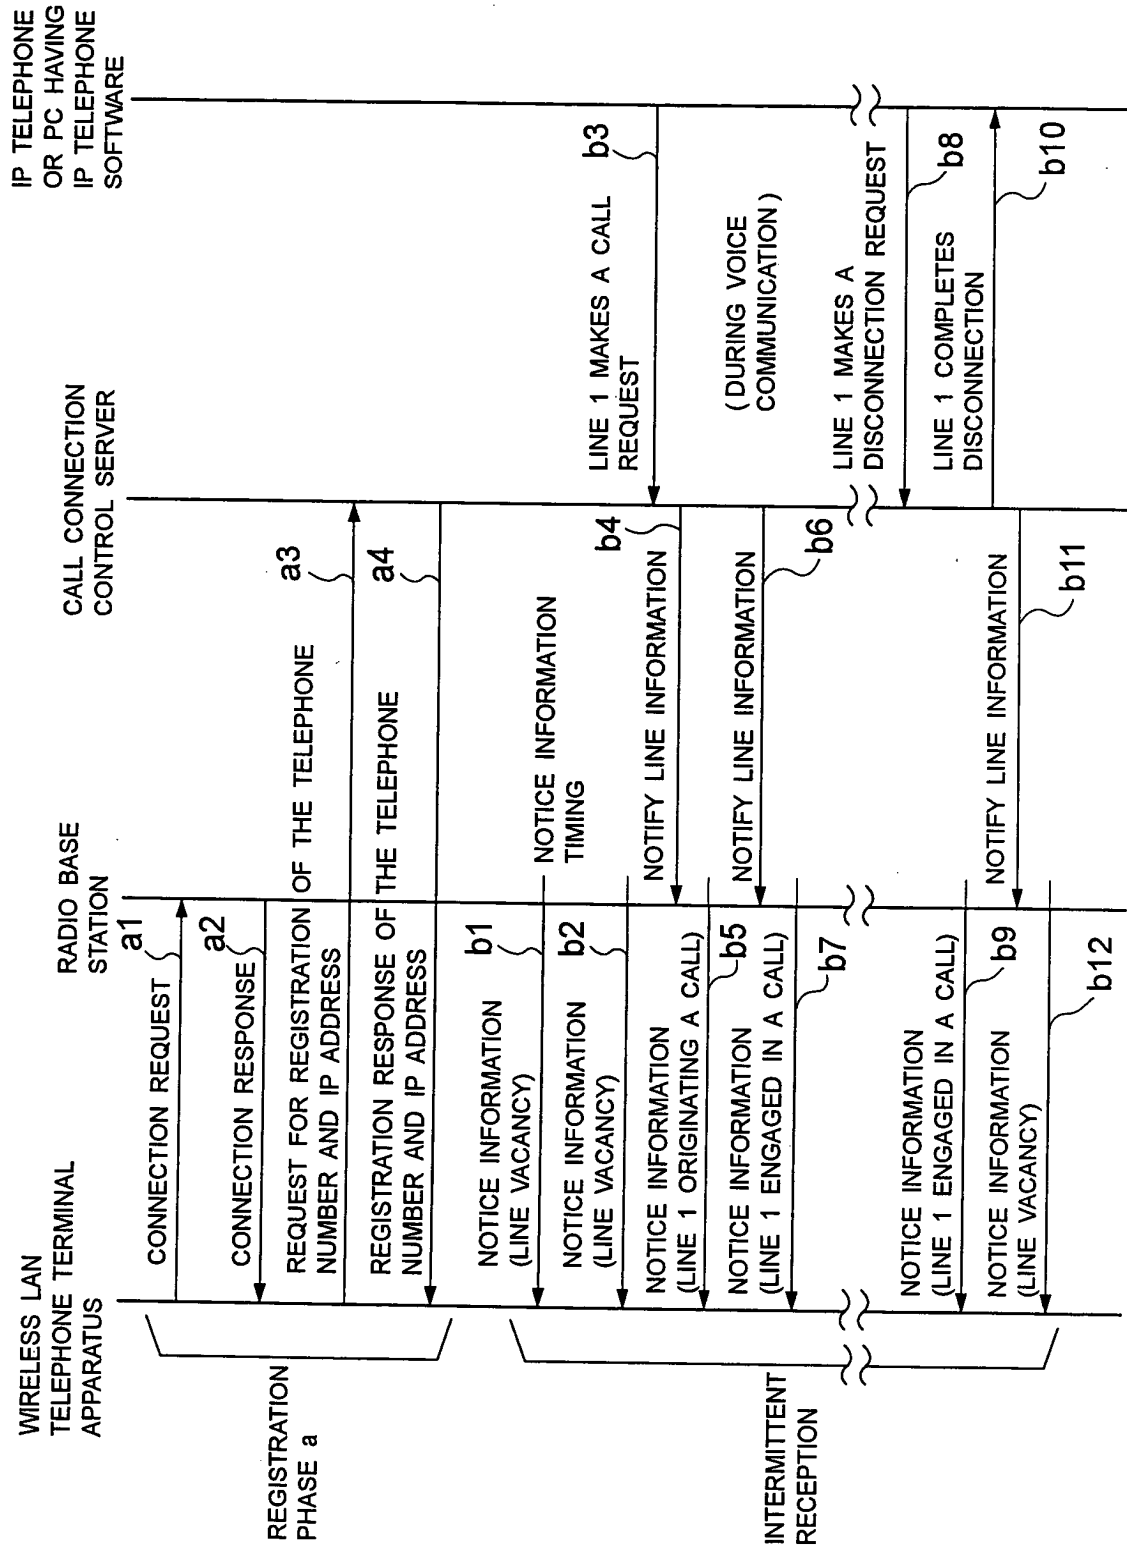 WIRELESS LAN
TELEPHONE TERMINAL
APPARATUS
RADIO BASE
STATION
CALL CONNECTION
CONTROL SERVER
IP TELEPHONE
OR PC HAVING
IP TELEPHONE
SOFTWARE
REGISTRATION
PHASE a
CONNECTION REQUEST
a1
CONNECTION RESPONSE
a2
REQUEST FOR REGISTRATION OF THE TELEPHONE
NUMBER AND IP ADDRESS
a3
REGISTRATION RESPONSE OF THE TELEPHONE
NUMBER AND IP ADDRESS
a4
INTERMITTENT
RECEPTION
NOTICE INFORMATION
(LINE VACANCY)
b1
NOTICE INFORMATION
TIMING
NOTICE INFORMATION
(LINE VACANCY)
b2
LINE 1 MAKES A CALL
REQUEST
b3
NOTIFY LINE INFORMATION
b4
NOTICE INFORMATION
(LINE 1 ORIGINATING A CALL)
b5
NOTIFY LINE INFORMATION
b6
(DURING VOICE
COMMUNICATION)
NOTICE INFORMATION
(LINE 1 ENGAGED IN A CALL)
b7
LINE 1 MAKES A
DISCONNECTION REQUEST
b8
NOTICE INFORMATION
(LINE 1 ENGAGED IN A CALL)
b9
LINE 1 COMPLETES
DISCONNECTION
b10
NOTIFY LINE INFORMATION
b11
NOTICE INFORMATION
(LINE VACANCY)
b12